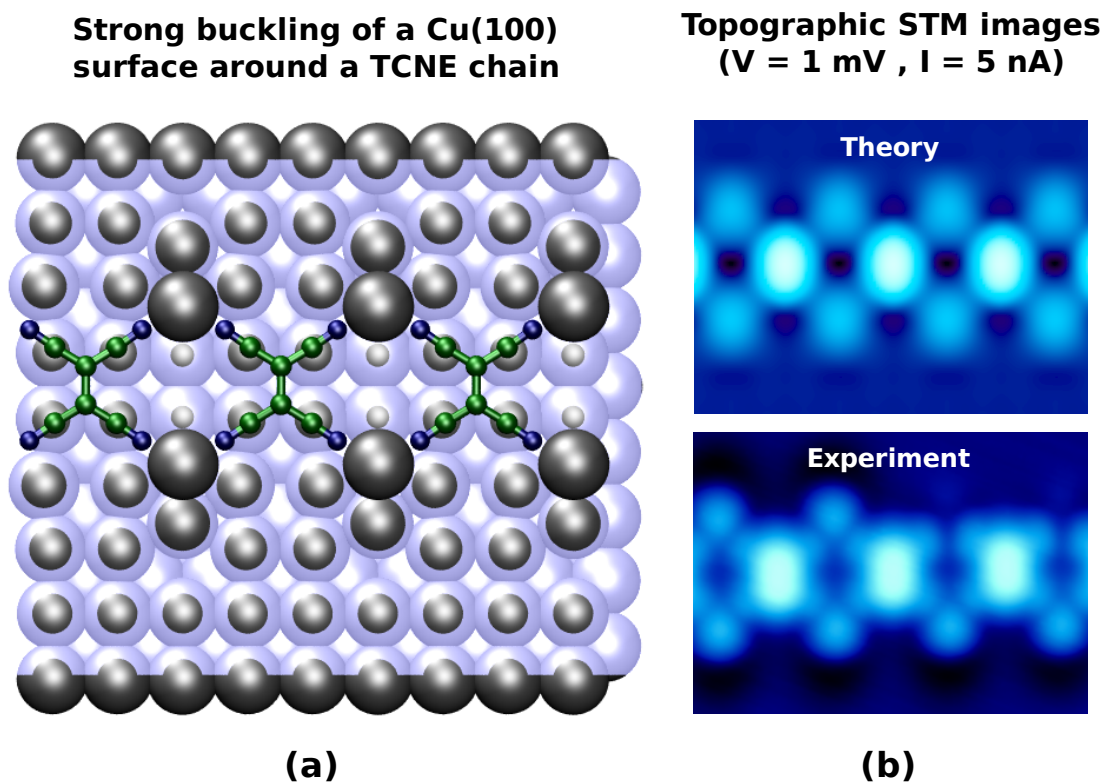 Strong buckling of a Cu(100)
surface around a TCNE chain
Topographic STM images
(V = 1 mV , I = 5 nA)
Theory
Experiment
(a)
(b)